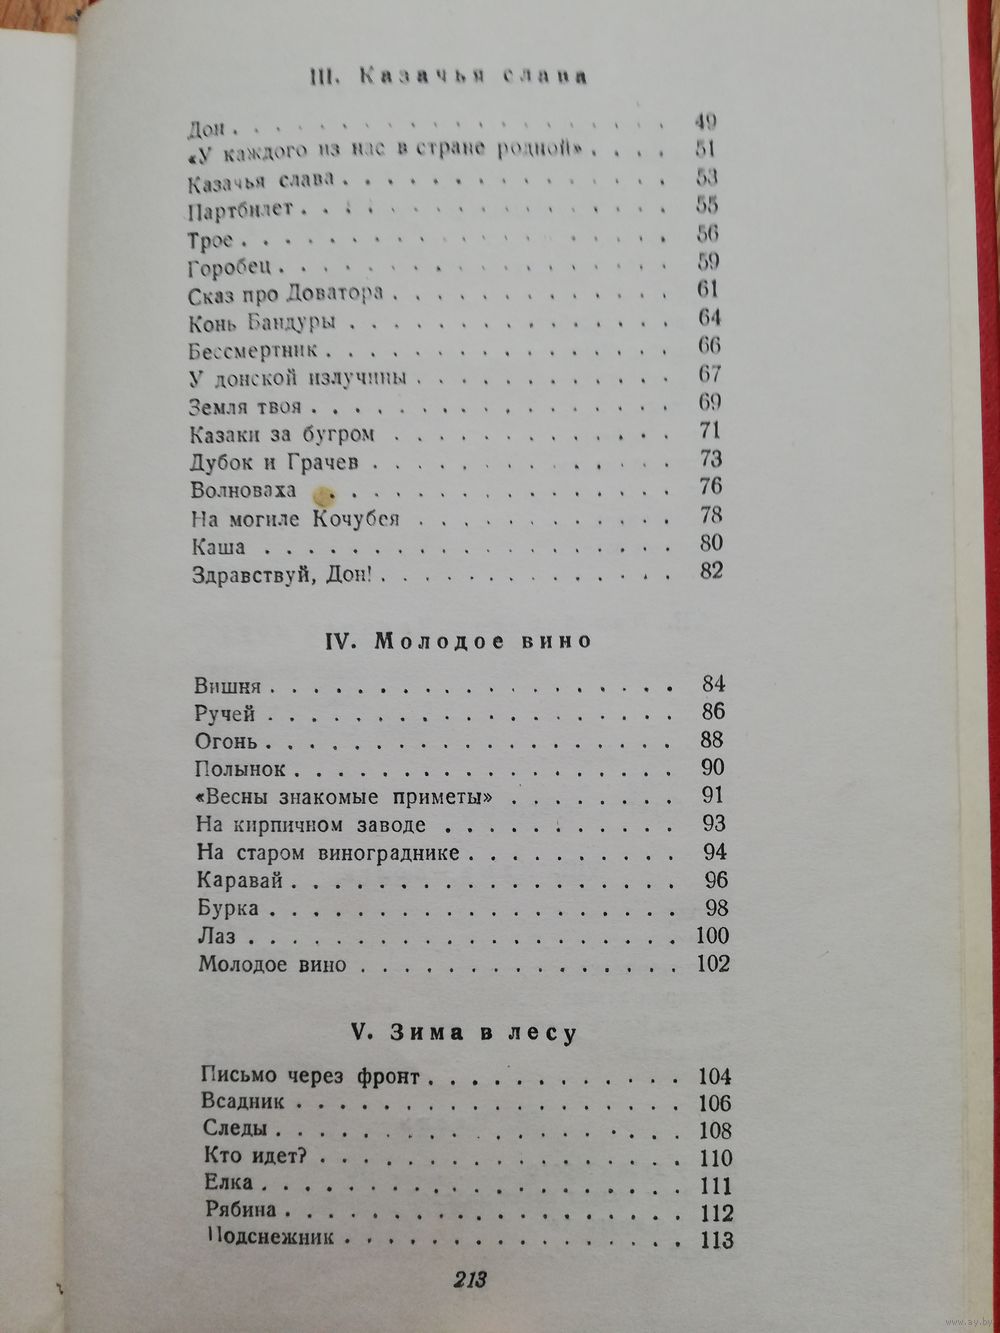 III. Казачья слава
Дон . . . . . . . . . . . . . . . . . 49
«У каждого из нас в стране родной» . . . . 51
Казачья слава . . . . . . . . . . . . . . 53
Партбилет . . . . . . . . . . . . . . . 55
Трое . . . . . . . . . . . . . . . . . 56
Горобец . . . . . . . . . . . . . . . . 59
Сказ про Доватора . . . . . . . . . . . 61
Конь Бандуры . . . . . . . . . . . . . 64
Бессмертник . . . . . . . . . . . . . . 66
У донской излучины . . . . . . . . . . 67
Земля твоя . . . . . . . . . . . . . . 69
Казаки за бугром . . . . . . . . . . . 71
Дубок и Грачев . . . . . . . . . . . . 73
Волноваха . . . . . . . . . . . . . . 76
На могиле Кочубея . . . . . . . . . . 78
Каша . . . . . . . . . . . . . . . . . 80
Здравствуй, Дон! . . . . . . . . . . . 82
IV. Молодое вино
Вишня . . . . . . . . . . . . . . . . 84
Ручей . . . . . . . . . . . . . . . . 86
Огонь . . . . . . . . . . . . . . . . 88
Полынок . . . . . . . . . . . . . . . 90
«Весны знакомые приметы» . . . . . . . 91
На кирпичном заводе . . . . . . . . . 93
На старом винограднике . . . . . . . . 94
Каравай . . . . . . . . . . . . . . . 96
Бурка . . . . . . . . . . . . . . . . 98
Лаз . . . . . . . . . . . . . . . . . 100
Молодое вино . . . . . . . . . . . . . 102
V. Зима в лесу
Письмо через фронт . . . . . . . . . . 104
Всадник . . . . . . . . . . . . . . . 106
Следы . . . . . . . . . . . . . . . . 108
Кто идет? . . . . . . . . . . . . . . 110
Елка . . . . . . . . . . . . . . . . . 111
Рябина . . . . . . . . . . . . . . . . 112
Подснежник . . . . . . . . . . . . . . 113
213
www.ay.by